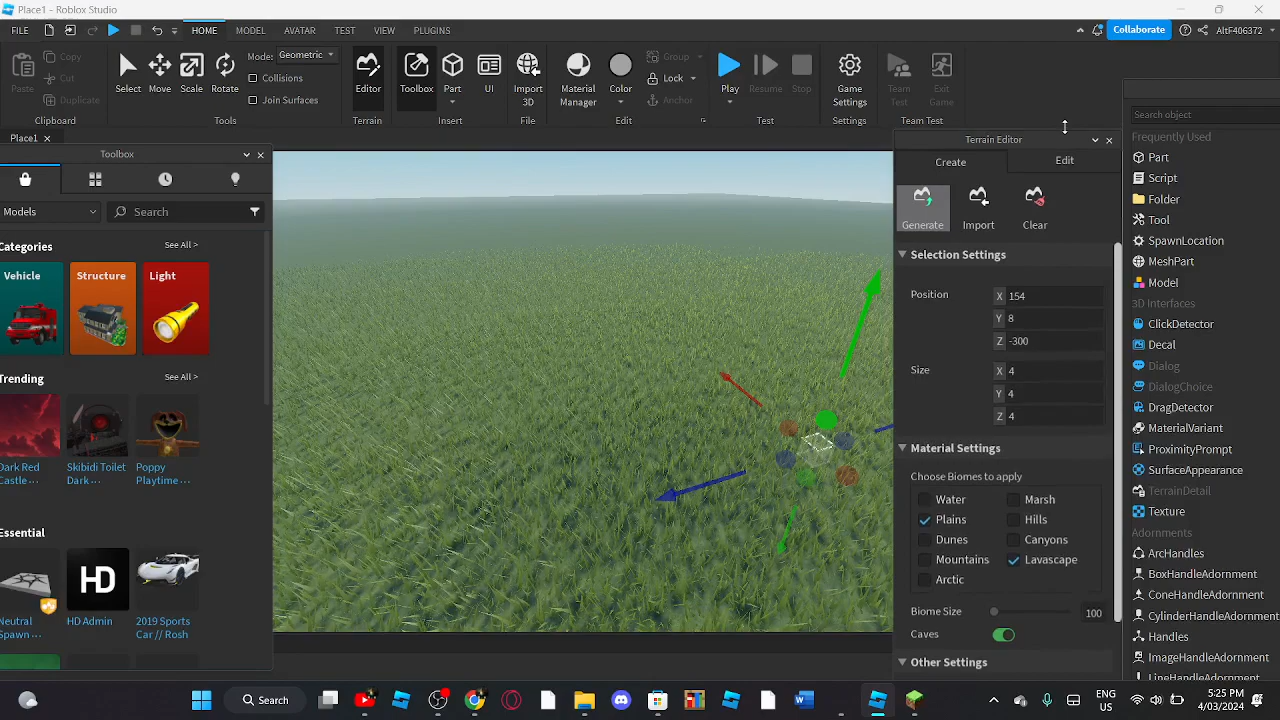 Place1 - Roblox Studio
FILE
HOME
MODEL
AVATAR
TEST
VIEW
PLUGINS
Collaborate
AtF406372
Paste
Copy
Cut
Duplicate
Clipboard
Select
Move
Scale
Rotate
Mode: Geometric
Collisions
Join Surfaces
Tools
Editor
Terrain
Toolbox
Part
UI
Insert
Import
3D
File
Material
Manager
Color
Group
Lock
Anchor
Edit
Play
Resume
Stop
Test
Game
Settings
Settings
Team
Test
Exit
Game
Team Test
Place1
Toolbox
Models
Search
Categories
See All >
Vehicle
Structure
Light
Trending
See All >
Dark Red
Castle ...
Skibidi Toilet
Dark ...
Poppy
Playtime ...
Essential
See All >
HD
Neutral
Spawn ...
HD Admin
2019 Sports
Car // Rosh
Terrain Editor
Create
Edit
Generate
Import
Clear
Selection Settings
Position
X 154
Y 8
Z -300
Size
X 4
Y 4
Z 4
Material Settings
Choose Biomes to apply
Water
Marsh
Plains
Hills
Dunes
Canyons
Mountains
Lavascape
Arctic
Biome Size
100
Caves
Other Settings
Search object
Frequently Used
Part
Script
Folder
Tool
SpawnLocation
MeshPart
Model
3D Interfaces
ClickDetector
Decal
Dialog
DialogChoice
DragDetector
MaterialVariant
ProximityPrompt
SurfaceAppearance
TerrainDetail
Texture
Adornments
ArcHandles
BoxHandleAdornment
ConeHandleAdornment
CylinderHandleAdornment
Handles
ImageHandleAdornment
LineHandleAdornment
Search
ENG
US
5:25 PM
4/03/2024